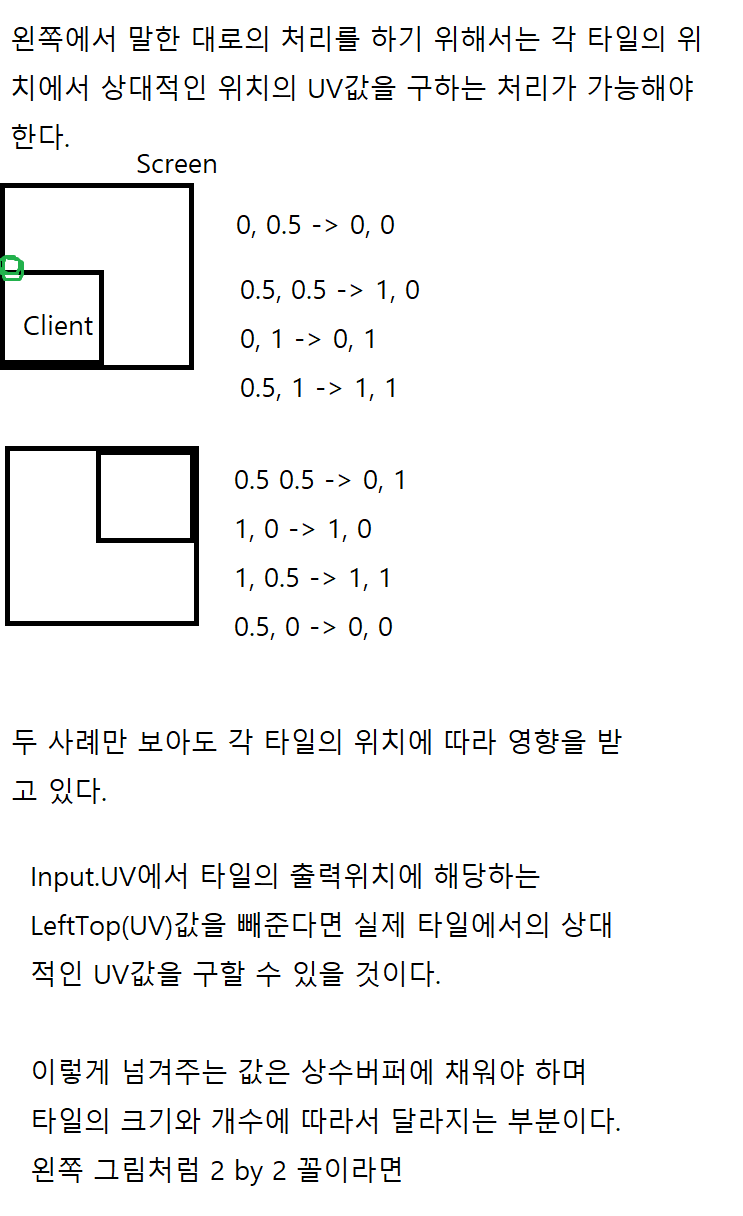 왼쪽에서 말한 대로의 처리를 하기 위해서는 각 타일의 위
치에서 상대적인 위치의 UV값을 구하는 처리가 가능해야
한다.
Screen
0, 0.5 -> 0, 0
0.5, 0.5 -> 1, 0
Client
0, 1 -> 0, 1
0.5, 1 -> 1, 1
0.5 0.5 -> 0, 1
1, 0 -> 1, 0
1, 0.5 -> 1, 1
0.5, 0 -> 0, 0
두 사례만 보아도 각 타일의 위치에 따라 영향을 받
고 있다.
Input.UV에서 타일의 출력위치에 해당하는
LeftTop(UV)값을 빼준다면 실제 타일에서의 상대
적인 UV값을 구할 수 있을 것이다.
이렇게 넘겨주는 값은 상수버퍼에 채워야 하며
타일의 크기와 개수에 따라서 달라지는 부분이다.
왼쪽 그림처럼 2 by 2 꼴이라면